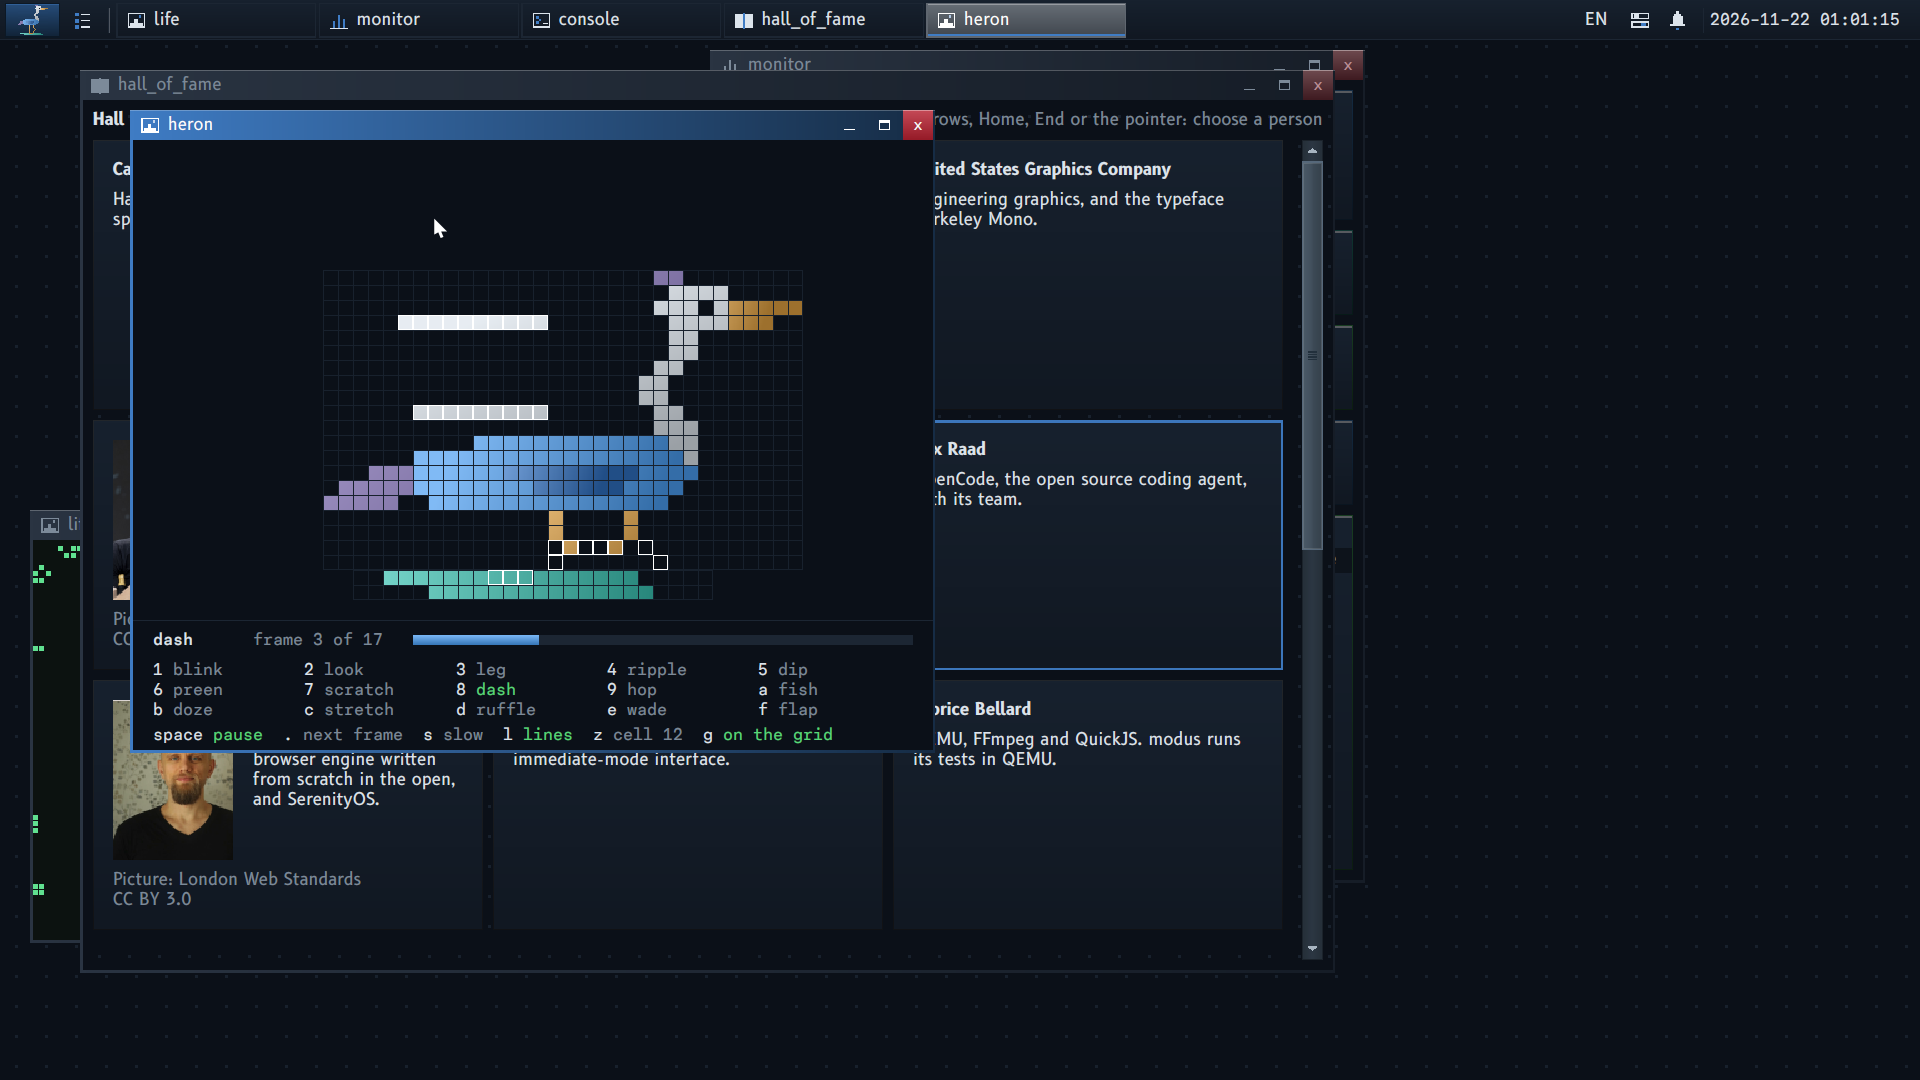 life
monitor
console
hall_of_fame
heron
EN
2026-11-22 01:01:15
monitor
hall_of_fame
Hall
rows, Home, End or the pointer: choose a person
heron
ited States Graphics Company
gineering graphics, and the typeface
rkeley Mono.
x Raad
enCode, the open source coding agent,
h its team.
dash
frame 3 of 17
1 blink
2 look
3 leg
4 ripple
5 dip
6 preen
7 scratch
8 dash
9 hop
a fish
b doze
c stretch
d ruffle
e wade
f flap
space pause . next frame s slow l lines z cell 12 g on the grid
brice Bellard
MU, FFmpeg and QuickJS. modus runs
its tests in QEMU.
browser engine written
from scratch in the open,
and SerenityOS.
immediate-mode interface.
Picture: London Web Standards
CC BY 3.0